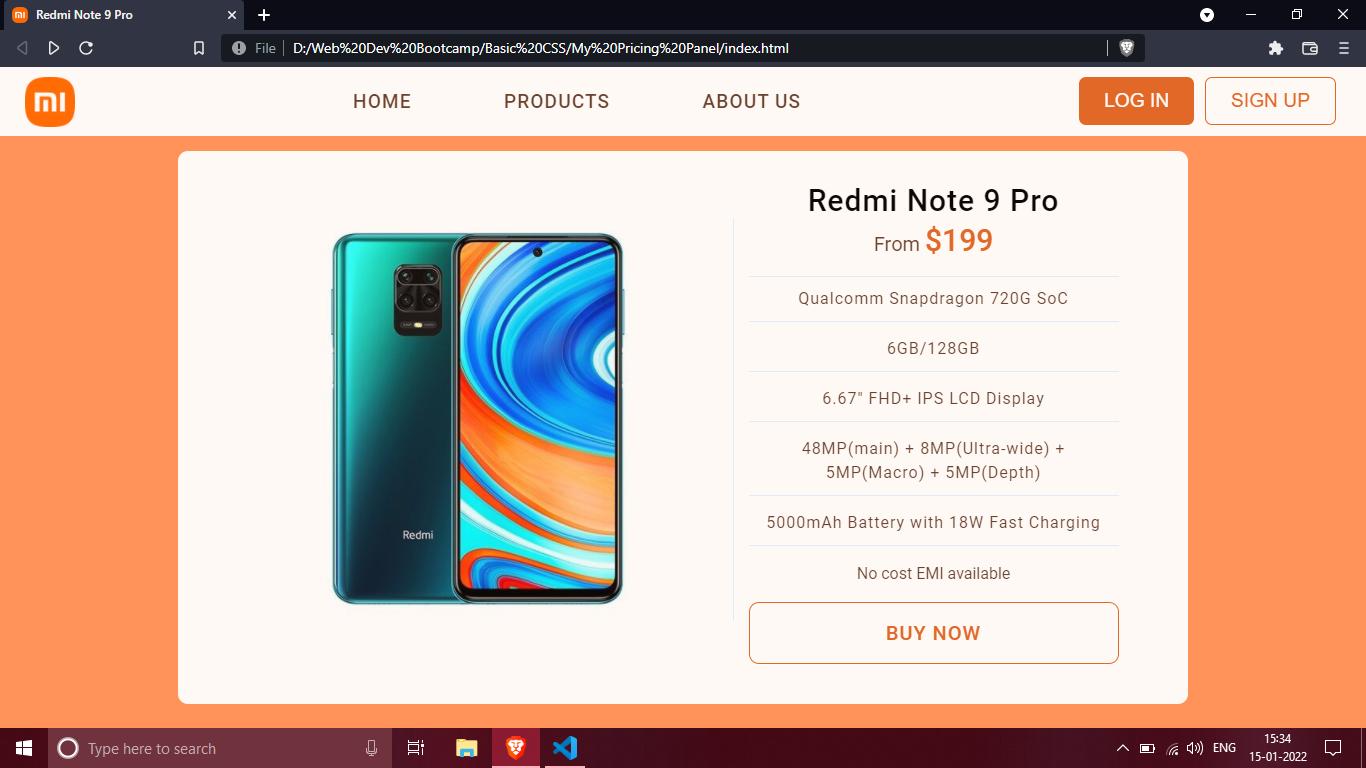 Redmi Note 9 Pro
File D:/Web%20Dev%20Bootcamp/Basic%20CSS/My%20Pricing%20Panel/index.html
HOME PRODUCTS ABOUT US LOG IN SIGN UP
Redmi Note 9 Pro
From $199
Qualcomm Snapdragon 720G SoC
6GB/128GB
6.67" FHD+ IPS LCD Display
48MP(main) + 8MP(Ultra-wide) +
5MP(Macro) + 5MP(Depth)
5000mAh Battery with 18W Fast Charging
No cost EMI available
BUY NOW
Redmi
Type here to search
ENG
15:34
15-01-2022